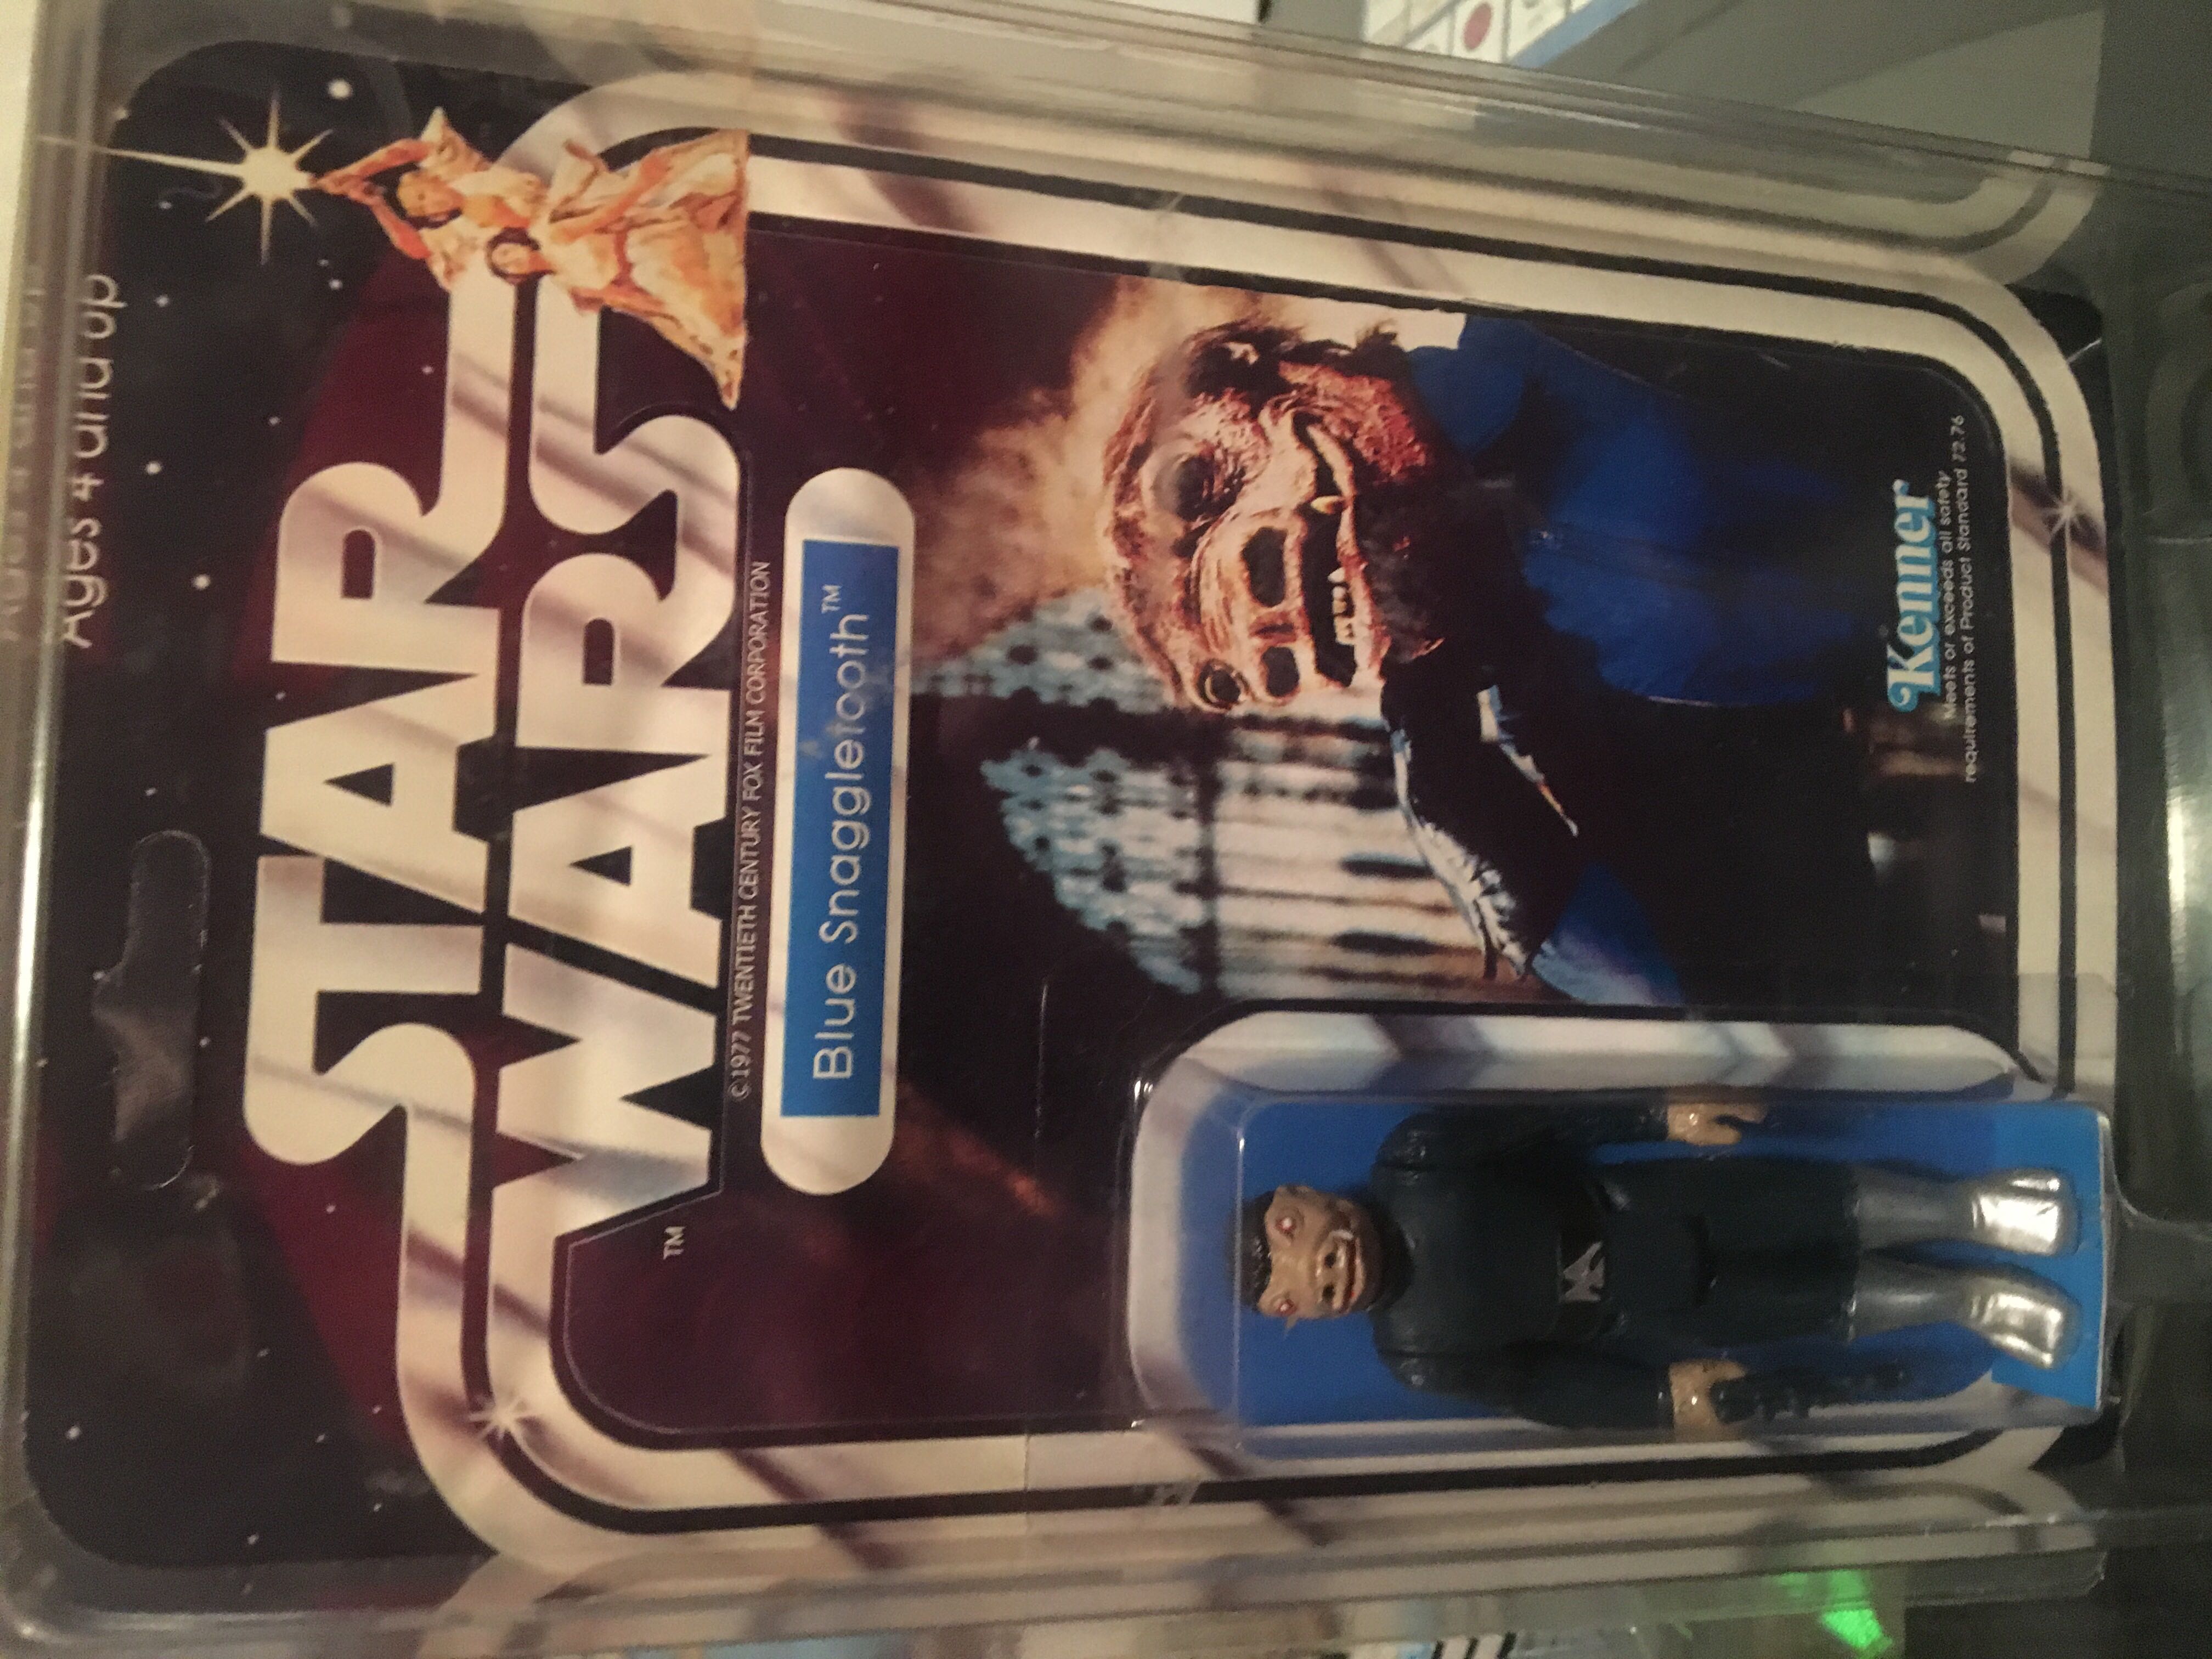 Ages 4 and up
STAR
WARS
TM
©1977 TWENTIETH CENTURY FOX FILM CORPORATION
Blue Snaggletooth™
Kenner
Meets or exceeds all safety
requirements of Product Standard 72.76